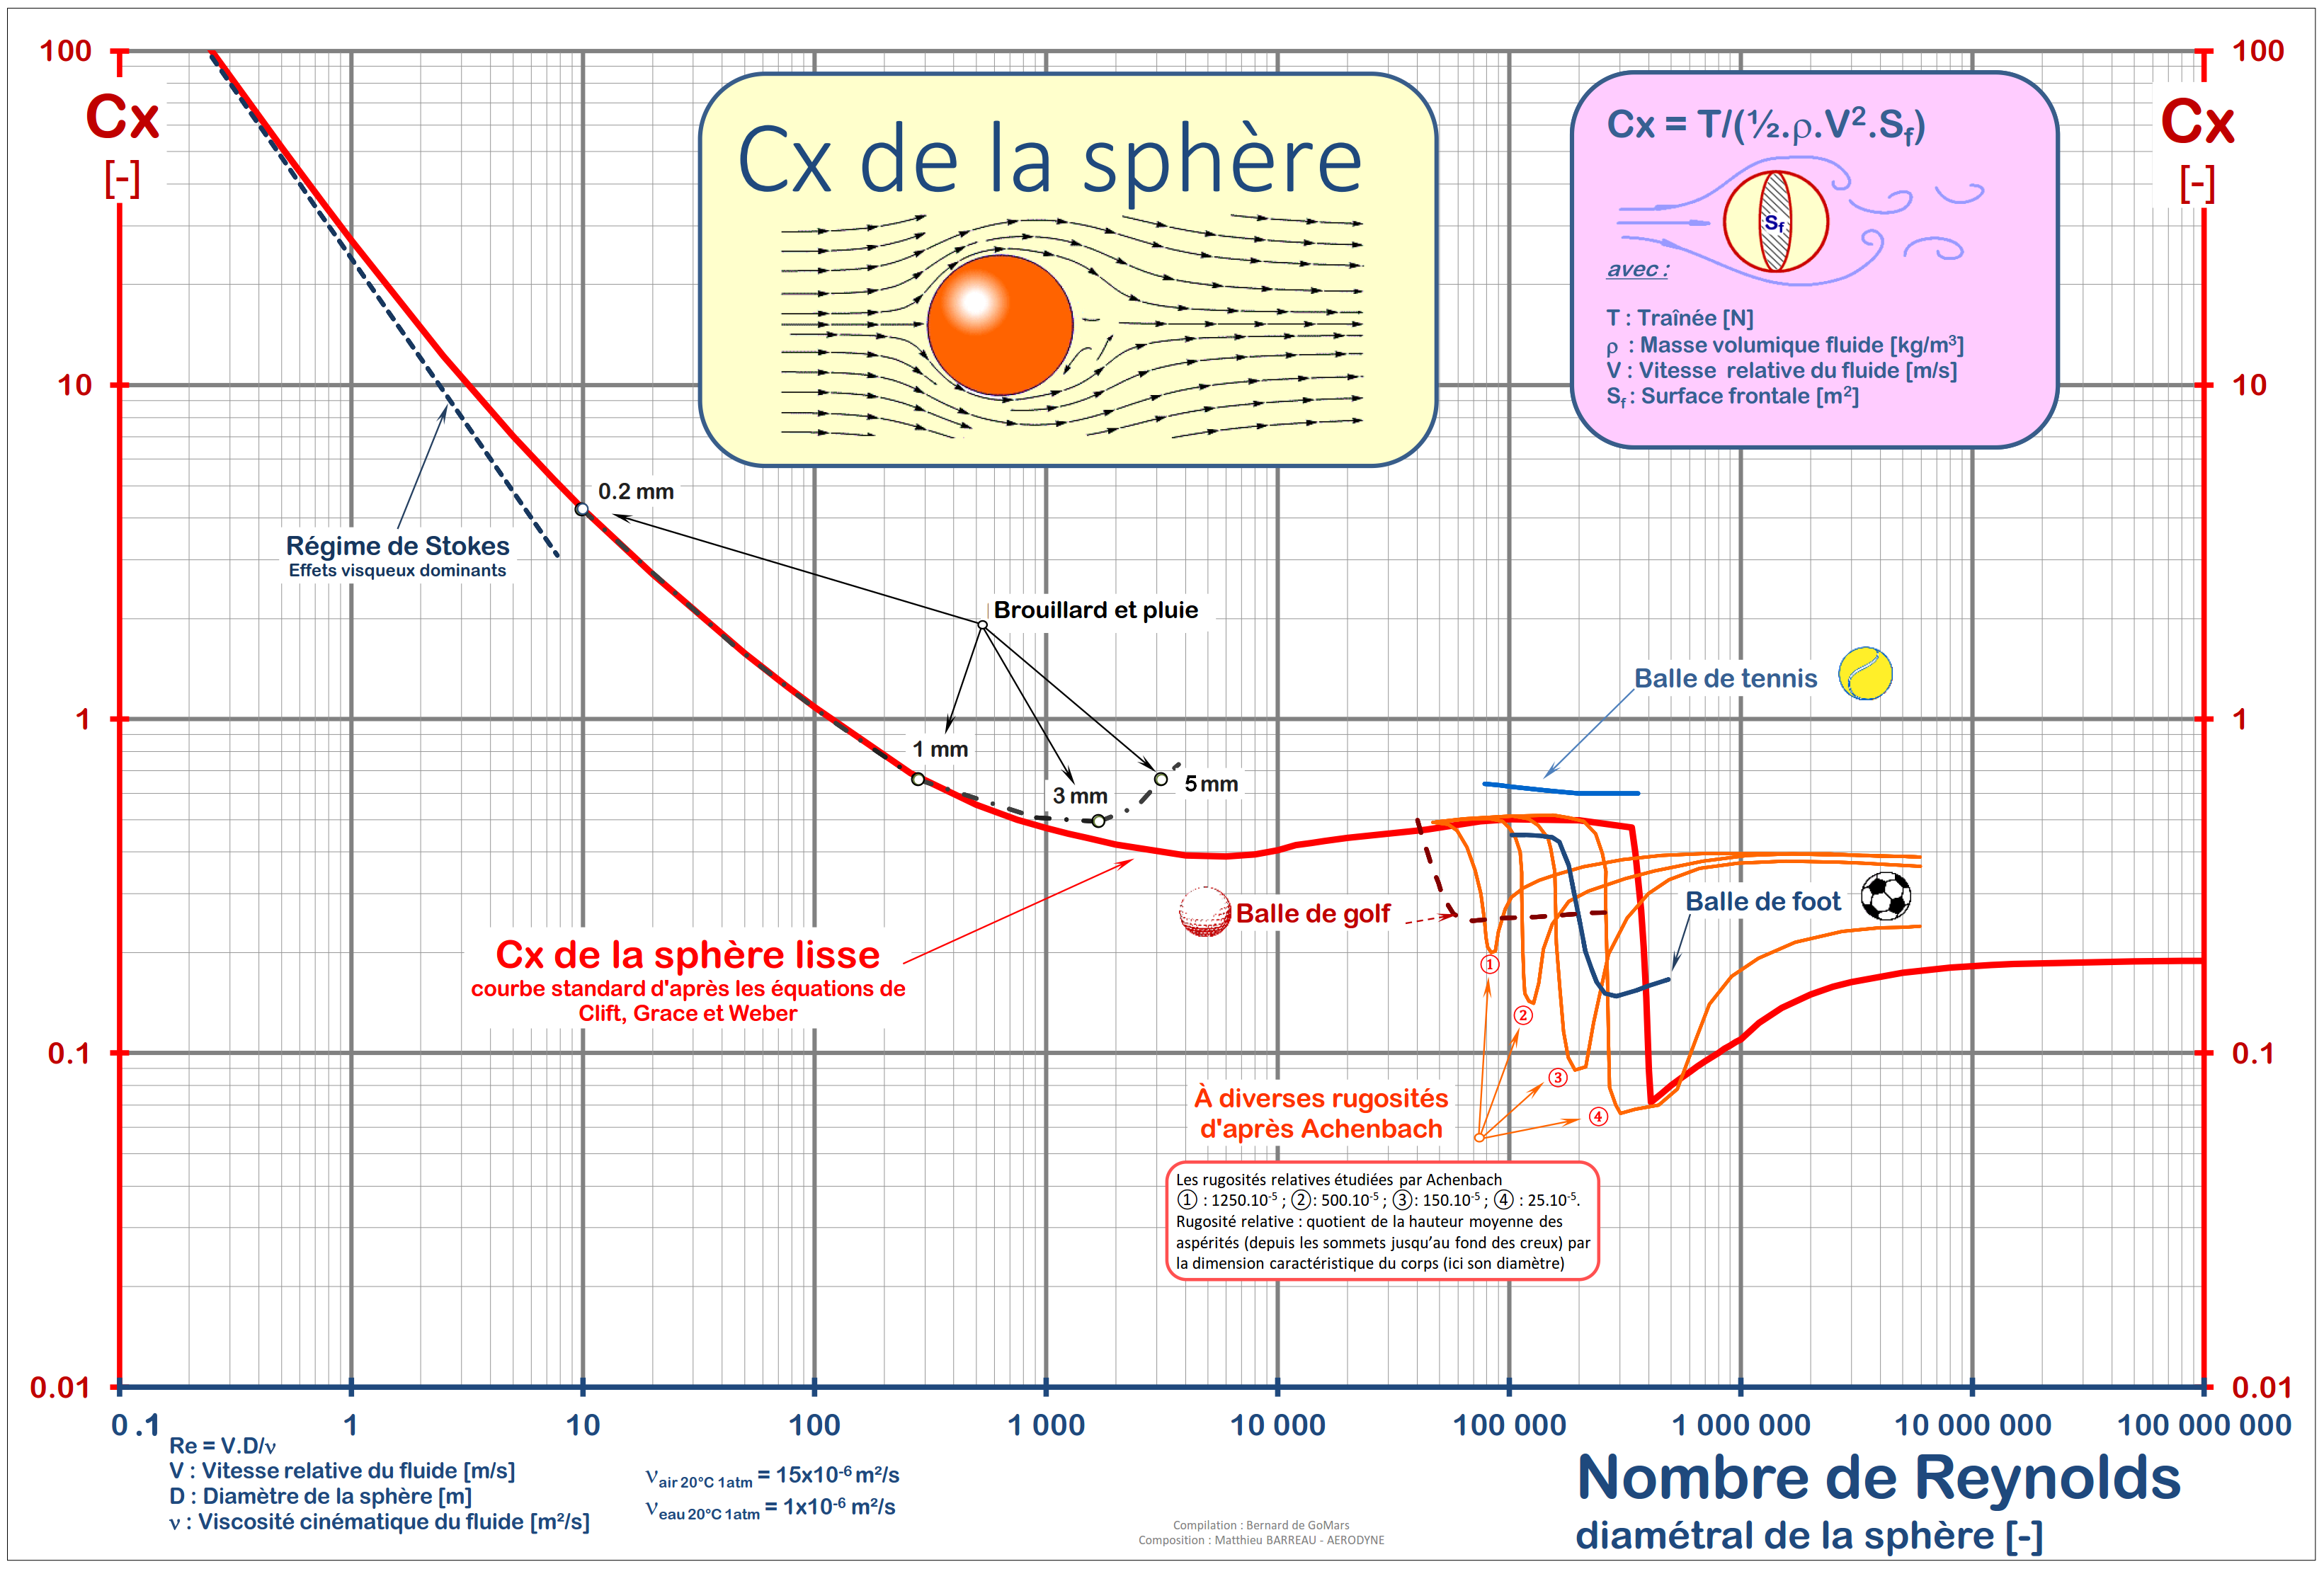 100
Cx
[-]
10
1
0.1
0.01
Cx de la sphère
Cx = T/(½.ρ.V².Sf)
Sf
avec :
T : Traînée [N]
ρ : Masse volumique fluide [kg/m³]
V : Vitesse relative du fluide [m/s]
Sf : Surface frontale [m²]
100
Cx
[-]
10
1
0.1
0.01
0.2 mm
Régime de Stokes
Effets visqueux dominants
Brouillard et pluie
1 mm
3 mm
5 mm
Balle de tennis
Balle de golf
Balle de foot
Cx de la sphère lisse
courbe standard d'après les équations de
Clift, Grace et Weber
①
②
③
④
À diverses rugosités
d'après Achenbach
Les rugosités relatives étudiées par Achenbach
① : 1250.10⁻⁵ ; ②: 500.10⁻⁵ ; ③: 150.10⁻⁵ ; ④ : 25.10⁻⁵.
Rugosité relative : quotient de la hauteur moyenne des
aspérités (depuis les sommets jusqu’au fond des creux) par
la dimension caractéristique du corps (ici son diamètre)
0.1 1 10 100 1 000 10 000 100 000 1 000 000 10 000 000 100 000 000
Re = V.D/ν
V : Vitesse relative du fluide [m/s]
D : Diamètre de la sphère [m]
ν : Viscosité cinématique du fluide [m²/s]
ν air 20°C 1atm = 15x10⁻⁶ m²/s
ν eau 20°C 1atm = 1x10⁻⁶ m²/s
Compilation : Bernard de GoMars
Composition : Matthieu BARREAU - AERODYNE
Nombre de Reynolds
diamétral de la sphère [-]